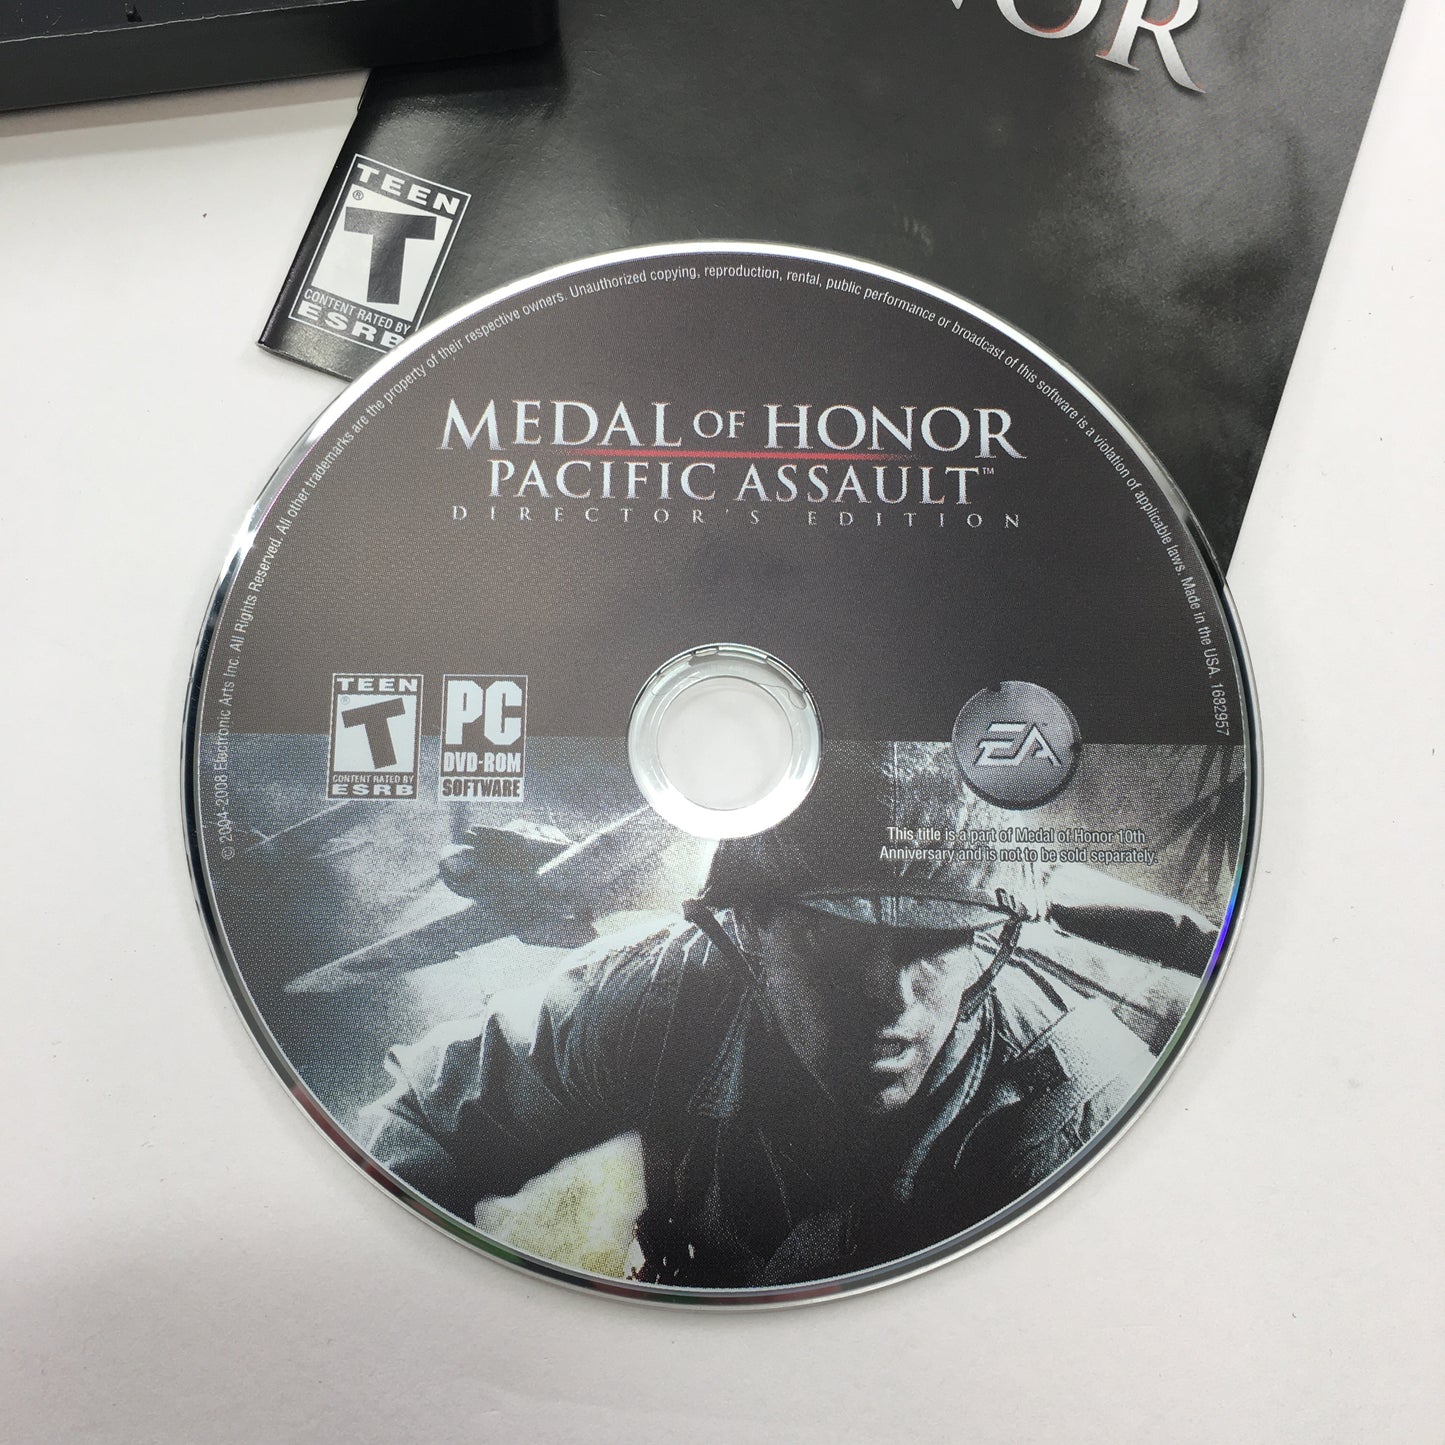 NOR
TEEN
T
®
CONTENT RATED BY
ESRB
© 2004-2008 Electronic Arts Inc. All Rights Reserved. All other trademarks are the property of their respective owners. Unauthorized copying, reproduction, rental, public performance or broadcast of this software is a violation of applicable laws. Made in the USA. 1682957
MEDAL OF HONOR
PACIFIC ASSAULT™
DIRECTOR'S EDITION
TEEN
T
®
CONTENT RATED BY
ESRB
PC
DVD-ROM
SOFTWARE
EA™
This title is a part of Medal of Honor 10th
Anniversary and is not to be sold separately.